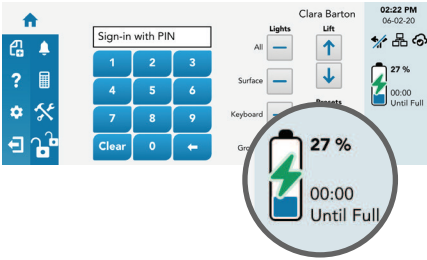 Clara Barton
02:22 PM
06-02-20
Sign-in with PIN
Lights
Lift
All
1 2 3
4 5 6
7 8 9
Clear 0
Surface
Keyboard
Presets
27 %
00:00
Until Full
27 %
00:00
Until Full